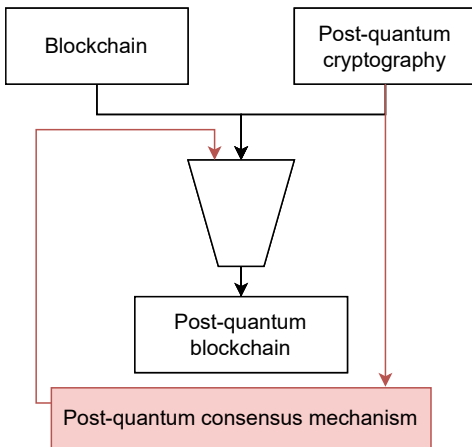 Blockchain
Post-quantum
cryptography
Post-quantum
blockchain
Post-quantum consensus mechanism